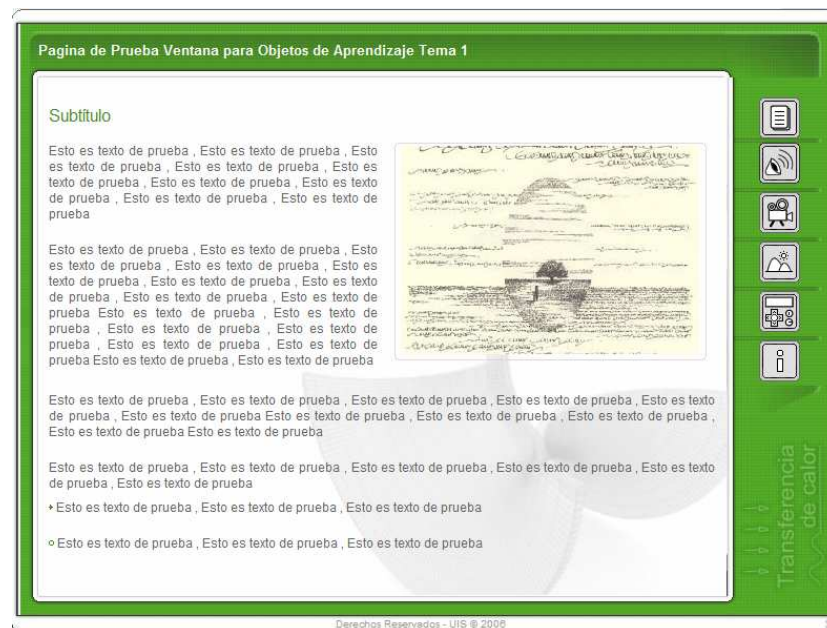 Pagina de Prueba Ventana para Objetos de Aprendizaje Tema 1
Subtítulo
Esto es texto de prueba , Esto es texto de prueba , Esto
es texto de prueba , Esto es texto de prueba , Esto es
texto de prueba , Esto es texto de prueba , Esto es texto
de prueba , Esto es texto de prueba , Esto es texto de
prueba
Esto es texto de prueba , Esto es texto de prueba , Esto
es texto de prueba , Esto es texto de prueba , Esto es
texto de prueba , Esto es texto de prueba , Esto es texto
de prueba , Esto es texto de prueba , Esto es texto de
prueba Esto es texto de prueba , Esto es texto de
prueba , Esto es texto de prueba , Esto es texto de
prueba , Esto es texto de prueba , Esto es texto de
prueba Esto es texto de prueba , Esto es texto de prueba
Esto es texto de prueba , Esto es texto de prueba , Esto es texto de prueba , Esto es texto de prueba , Esto es texto
de prueba , Esto es texto de prueba Esto es texto de prueba , Esto es texto de prueba , Esto es texto de prueba ,
Esto es texto de prueba Esto es texto de prueba
Esto es texto de prueba , Esto es texto de prueba , Esto es texto de prueba , Esto es texto de prueba , Esto es texto
de prueba , Esto es texto de prueba
Esto es texto de prueba , Esto es texto de prueba , Esto es texto de prueba
Esto es texto de prueba , Esto es texto de prueba , Esto es texto de prueba
Transferencia
de calor
Derechos Reservados - UIS © 2006